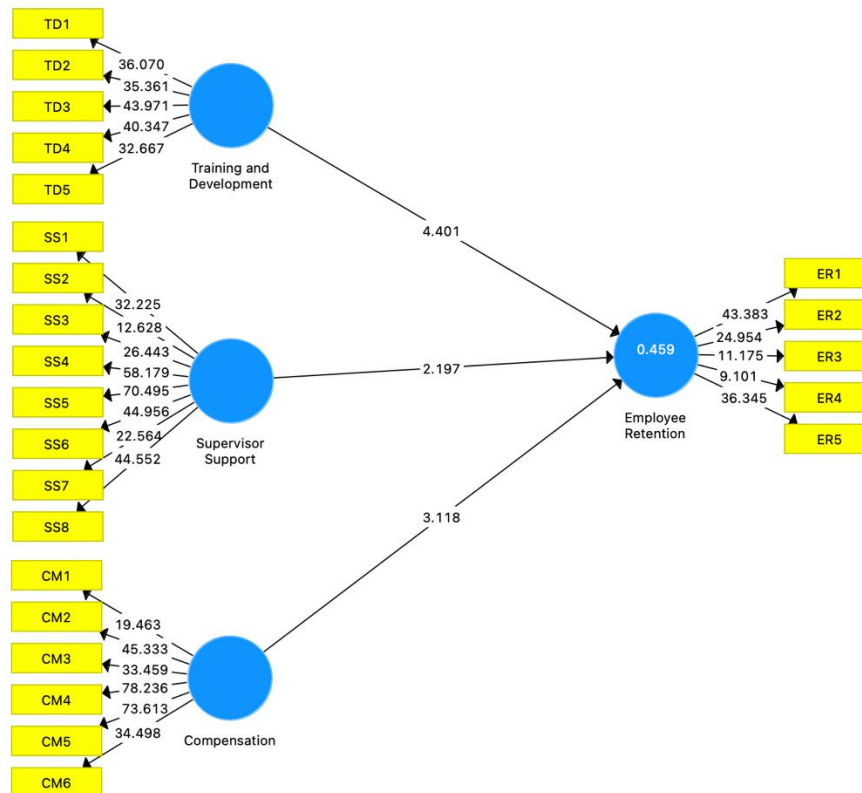 TD1
TD2
TD3
TD4
TD5
36.070
35.361
43.971
40.347
32.667
Training and
Development
SS1
SS2
SS3
SS4
SS5
SS6
SS7
SS8
32.225
12.628
26.443
58.179
70.495
44.956
22.564
44.552
Supervisor
Support
CM1
CM2
CM3
CM4
CM5
CM6
19.463
45.333
33.459
78.236
73.613
34.498
Compensation
4.401
2.197
3.118
0.459
Employee
Retention
43.383
24.954
11.175
9.101
36.345
ER1
ER2
ER3
ER4
ER5